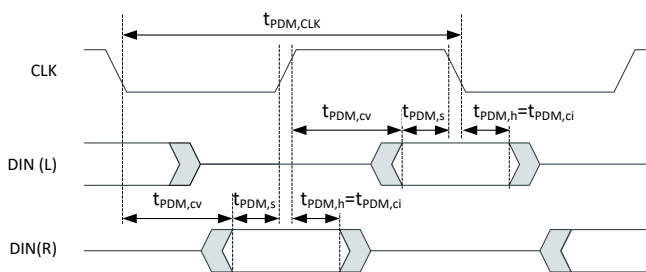 tPDM,CLK
CLK
tPDM,cv tPDM,s tPDM,h=tPDM,ci
DIN (L)
tPDM,cv tPDM,s tPDM,h=tPDM,ci
DIN(R)